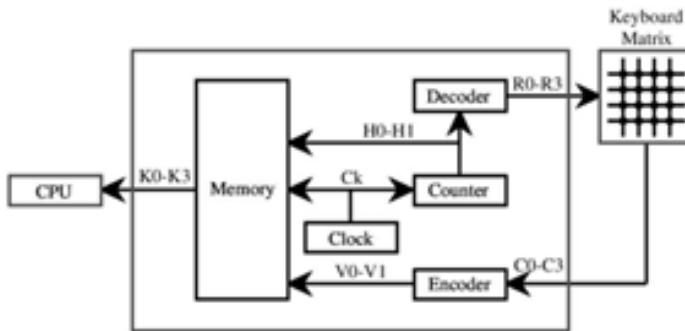 Keyboard
Matrix
Decoder
R0-R3
H0-H1
K0-K3
CPU
Memory
Ck
Counter
Clock
V0-V1
Encoder
C0-C3